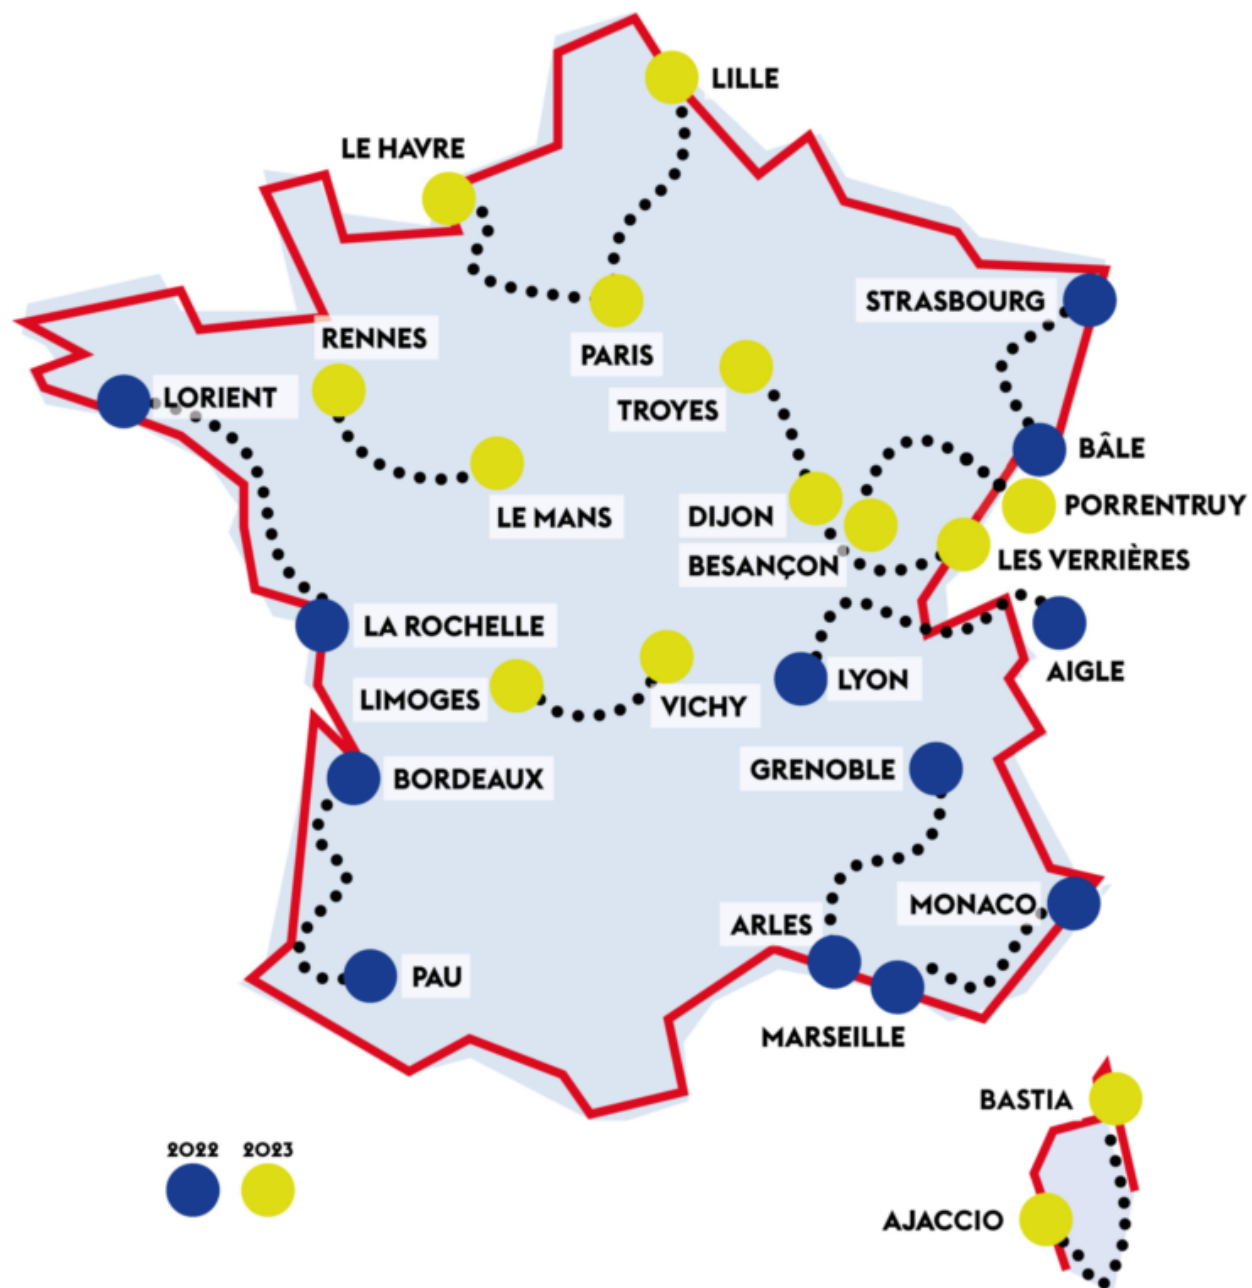 LILLE
LE HAVRE
STRASBOURG
RENNES
PARIS
LORIENT
TROYES
BÂLE
PORRENTRUY
LE MANS
DIJON
LES VERRIÈRES
BESANÇON
LA ROCHELLE
AIGLE
LYON
LIMOGES
VICHY
GRENOBLE
BORDEAUX
MONACO
ARLES
PAU
MARSEILLE
BASTIA
2022 2023
AJACCIO